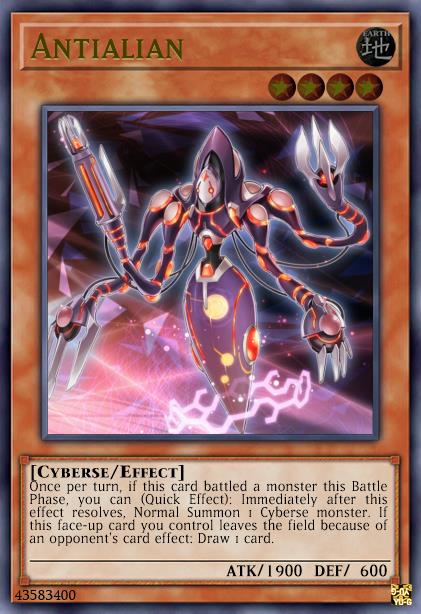 ANTIALIAN
EARTH
地
[CYBERSE/EFFECT]
Once per turn, if this card battled a monster this Battle
Phase, you can (Quick Effect): Immediately after this
effect resolves, Normal Summon 1 Cyberse monster. If
this face-up card you control leaves the field because of
an opponent's card effect: Draw 1 card.
ATK/1900 DEF/ 600
43583400